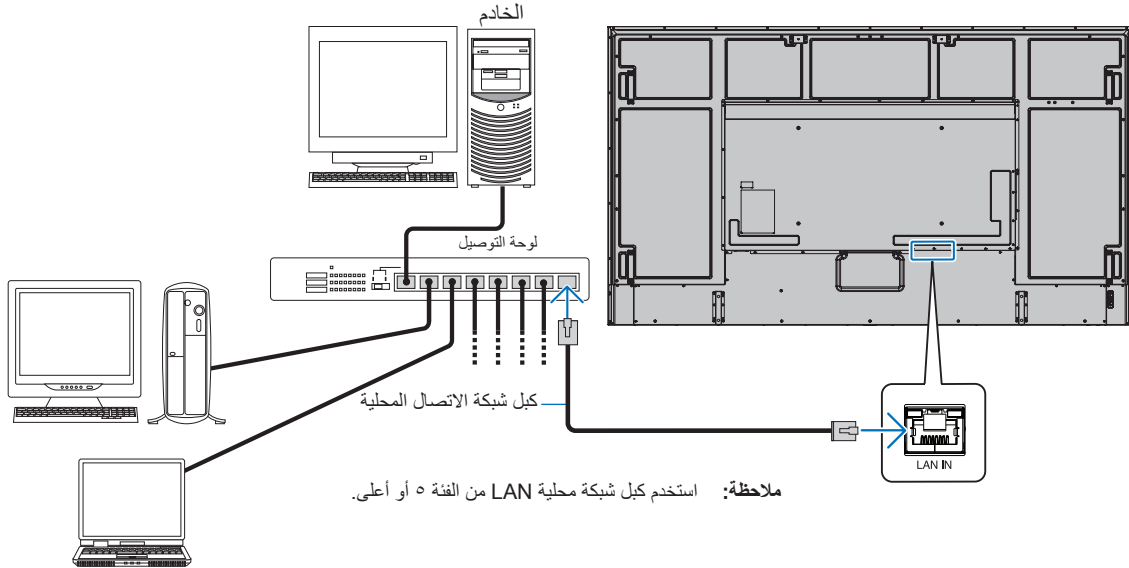 الخادم
لوحة التوصيل
كبل شبكة الاتصال المحلية
LAN IN
ملاحظة: استخدم كبل شبكة محلية LAN من الفئة ٥ أو أعلى.